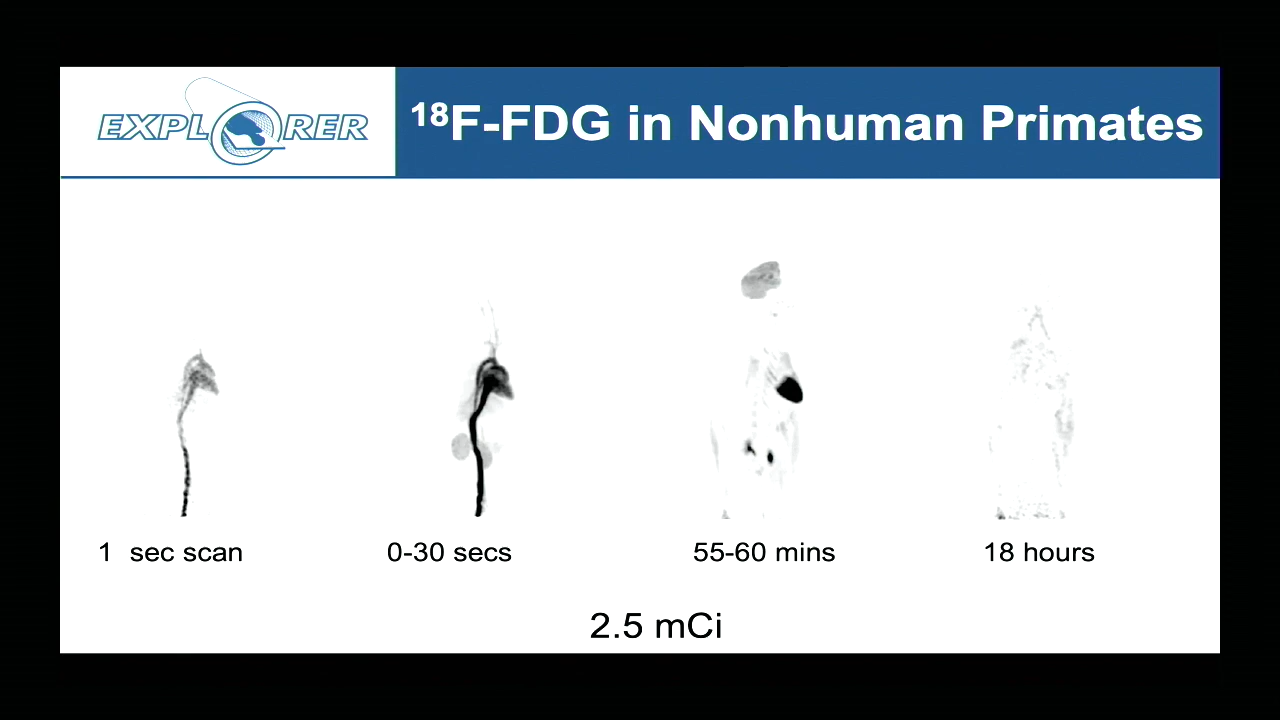 EXPLORER
¹⁸F-FDG in Nonhuman Primates
1 sec scan
0-30 secs
55-60 mins
18 hours
2.5 mCi